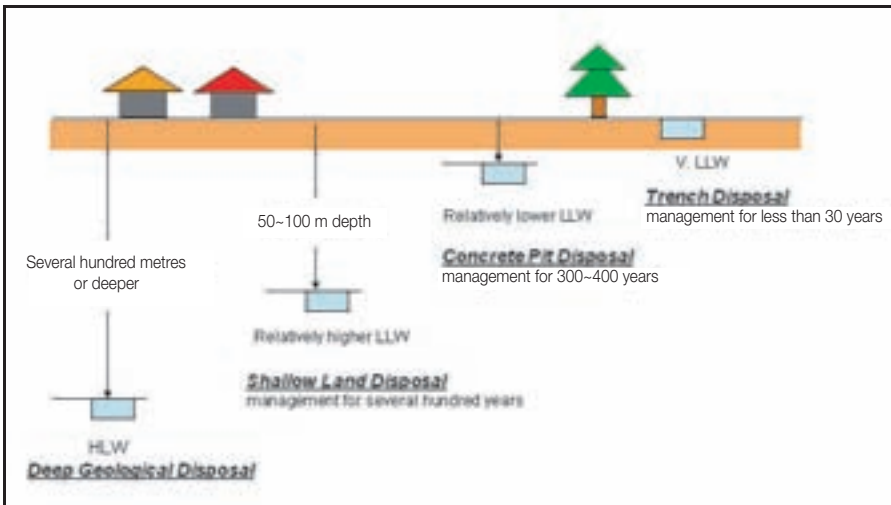 Several hundred metres
or deeper
HLW
Deep Geological Disposal
50~100 m depth
Relatively higher LLW
Shallow Land Disposal
management for several hundred years
Relatively lower LLW
Concrete Pit Disposal
management for 300~400 years
V. LLW
Trench Disposal
management for less than 30 years